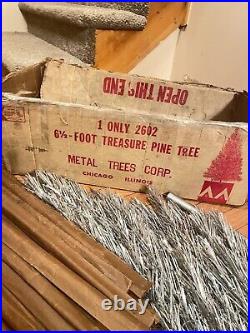 OPEN THIS END
1 ONLY 2602
6½-FOOT TREASURE PINE TREE
METAL TREES CORP.
CHICAGO ILLINOIS